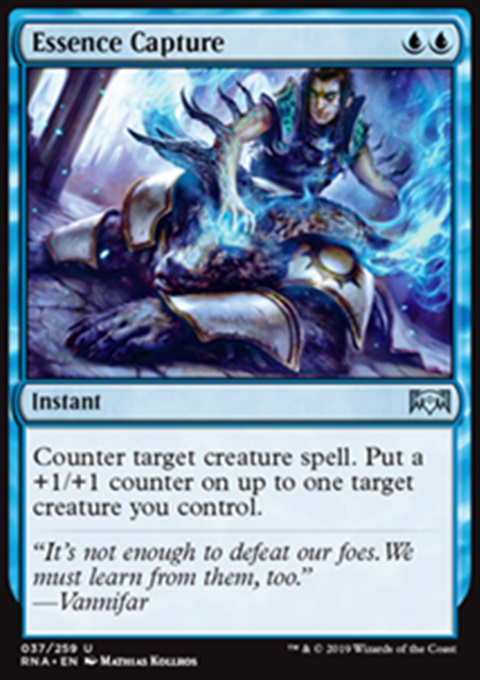 Essence Capture
Instant
Counter target creature spell. Put a
+1/+1 counter on up to one target
creature you control.
“It’s not enough to defeat our foes. We
must learn from them, too.”
—Vannifar
037/259 U
RNA • EN Mathias Kollros
™ & © 2019 Wizards of the Coast